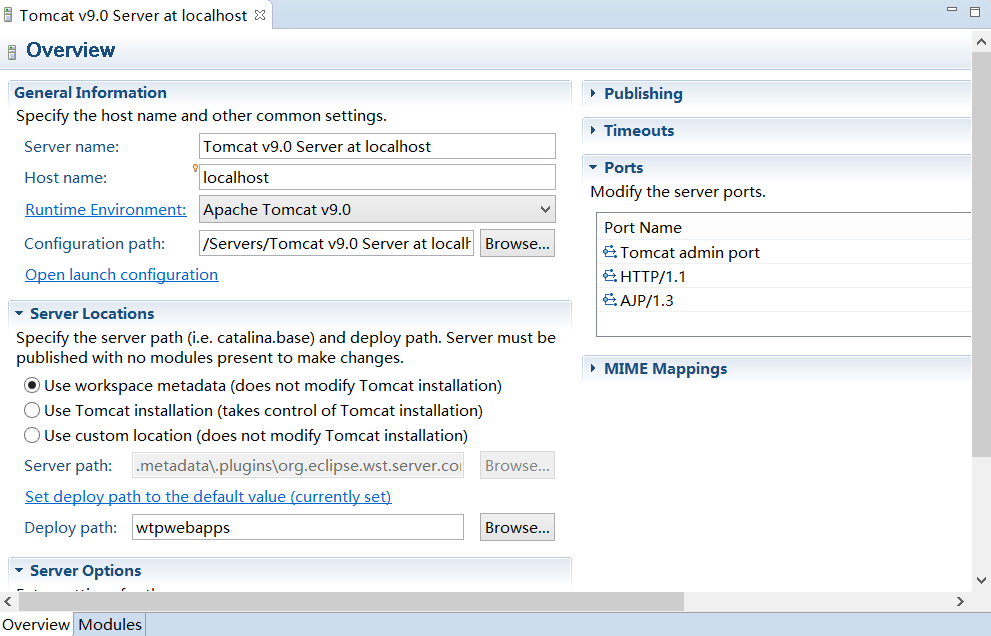 Tomcat v9.0 Server at localhost
Overview
General Information
Specify the host name and other common settings.
Server name:
Tomcat v9.0 Server at localhost
Host name:
localhost
Runtime Environment:
Apache Tomcat v9.0
Configuration path:
/Servers/Tomcat v9.0 Server at localh
Browse...
Open launch configuration
Server Locations
Specify the server path (i.e. catalina.base) and deploy path. Server must be
published with no modules present to make changes.
Use workspace metadata (does not modify Tomcat installation)
Use Tomcat installation (takes control of Tomcat installation)
Use custom location (does not modify Tomcat installation)
Server path:
.metadata\.plugins\org.eclipse.wst.server.cor
Browse...
Set deploy path to the default value (currently set)
Deploy path:
wtpwebapps
Browse...
Server Options
Publishing
Timeouts
Ports
Modify the server ports.
Port Name
Tomcat admin port
HTTP/1.1
AJP/1.3
MIME Mappings
Overview
Modules